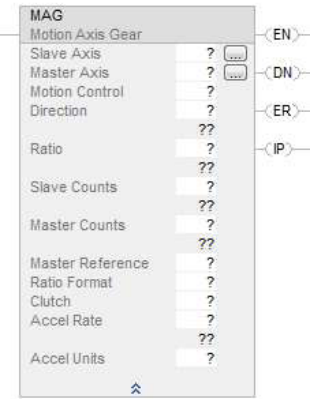 MAG
Motion Axis Gear
(EN)
Slave Axis ? ...
Master Axis ? ...
(DN)
Motion Control ?
Direction ?
(ER)
??
Ratio ?
(IP)
??
Slave Counts ?
??
Master Counts ?
??
Master Reference ?
Ratio Format ?
Clutch ?
Accel Rate ?
??
Accel Units ?